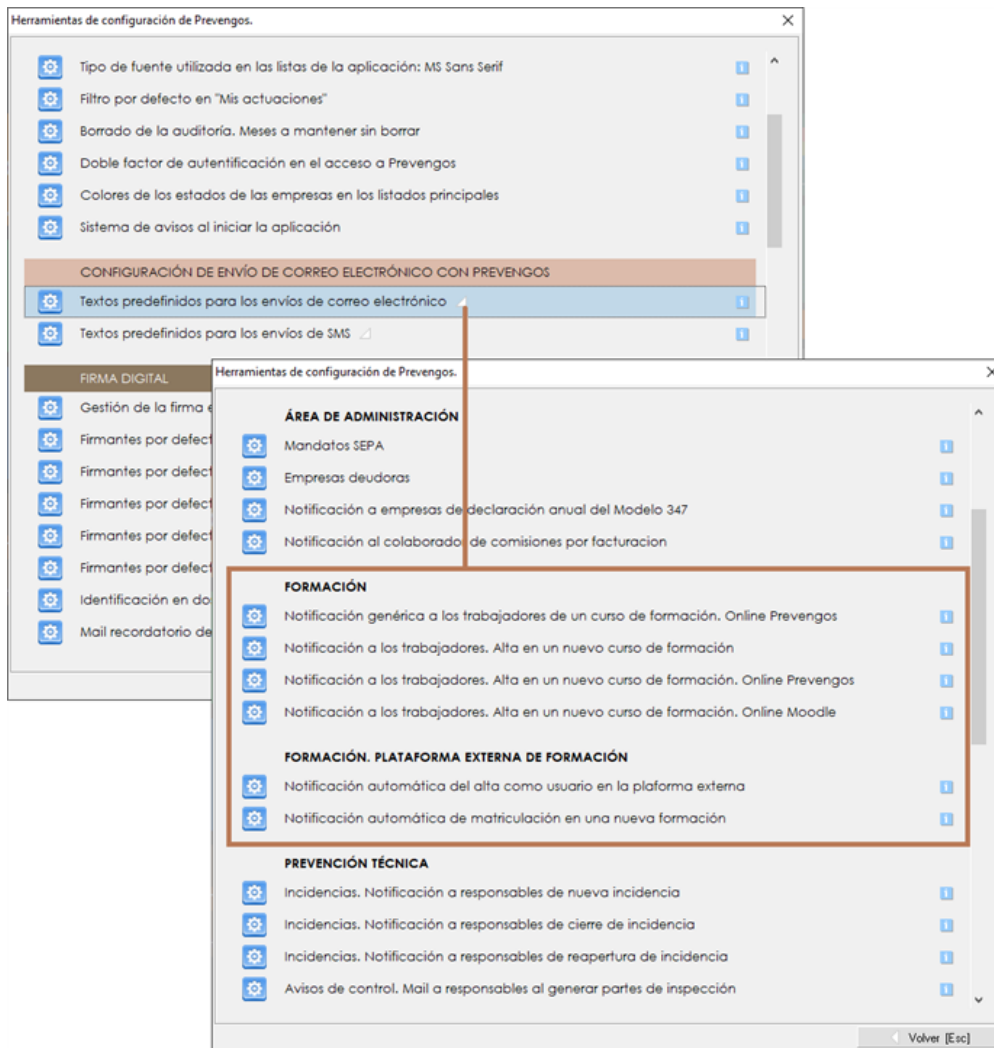 Herramientas de configuración de Prevengos.
Tipo de fuente utilizada en las listas de la aplicación: MS Sans Serif
Filtro por defecto en "Mis actuaciones"
Borrado de la auditoría. Meses a mantener sin borrar
Doble factor de autentificación en el acceso a Prevengos
Colores de los estados de las empresas en los listados principales
Sistema de avisos al iniciar la aplicación
CONFIGURACIÓN DE ENVÍO DE CORREO ELECTRÓNICO CON PREVENGOS
Textos predefinidos para los envíos de correo electrónico
Textos predefinidos para los envíos de SMS
FIRMA DIGITAL
Gestión de la firma e
Firmantes por defect
Firmantes por defect
Firmantes por defect
Firmantes por defect
Firmantes por defect
Identificación en do
Mail recordatorio de
Herramientas de configuración de Prevengos.
ÁREA DE ADMINISTRACIÓN
Mandatos SEPA
Empresas deudoras
Notificación a empresas de declaración anual del Modelo 347
Notificación al colaborador de comisiones por facturacion
FORMACIÓN
Notificación genérica a los trabajadores de un curso de formación. Online Prevengos
Notificación a los trabajadores. Alta en un nuevo curso de formación
Notificación a los trabajadores. Alta en un nuevo curso de formación. Online Prevengos
Notificación a los trabajadores. Alta en un nuevo curso de formación. Online Moodle
FORMACIÓN. PLATAFORMA EXTERNA DE FORMACIÓN
Notificación automática del alta como usuario en la plaforma externa
Notificación automática de matriculación en una nueva formación
PREVENCIÓN TÉCNICA
Incidencias. Notificación a responsables de nueva incidencia
Incidencias. Notificación a responsables de cierre de incidencia
Incidencias. Notificación a responsables de reapertura de incidencia
Avisos de control. Mail a responsables al generar partes de inspección
Volver [Esc]